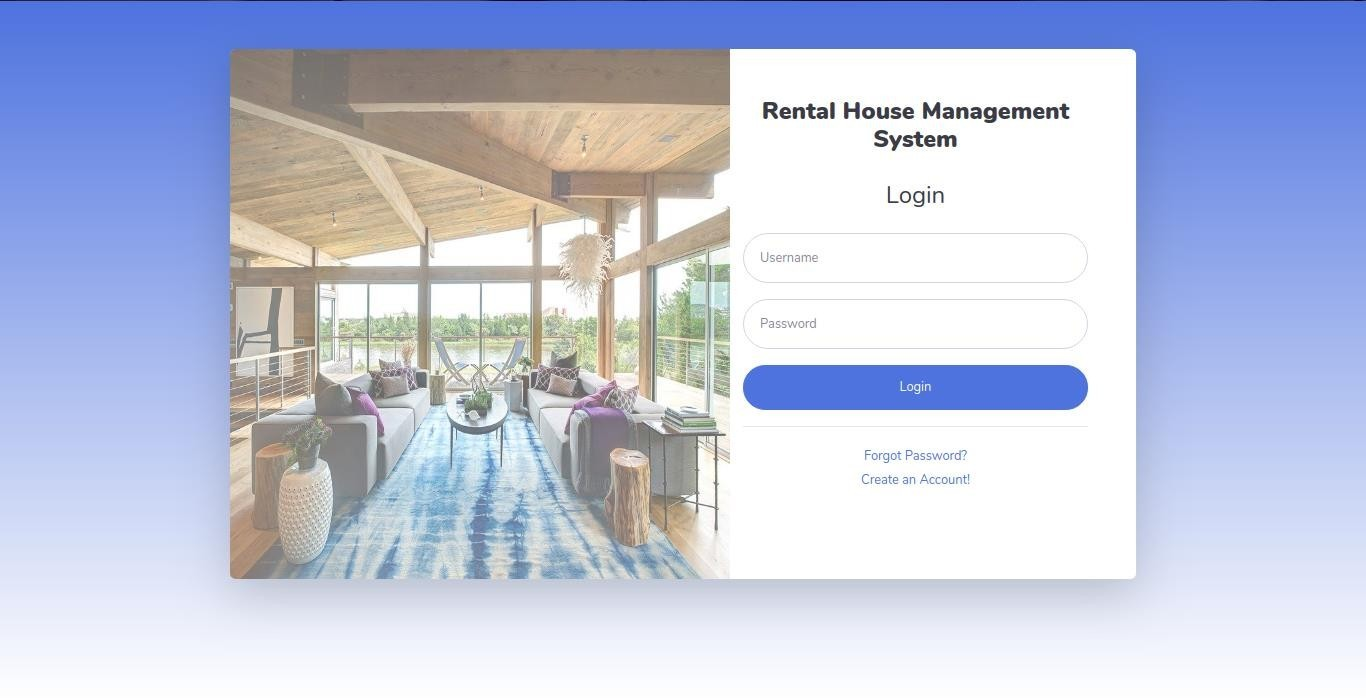 Rental House Management
System
Login
Username
Password
Login
Forgot Password?
Create an Account!